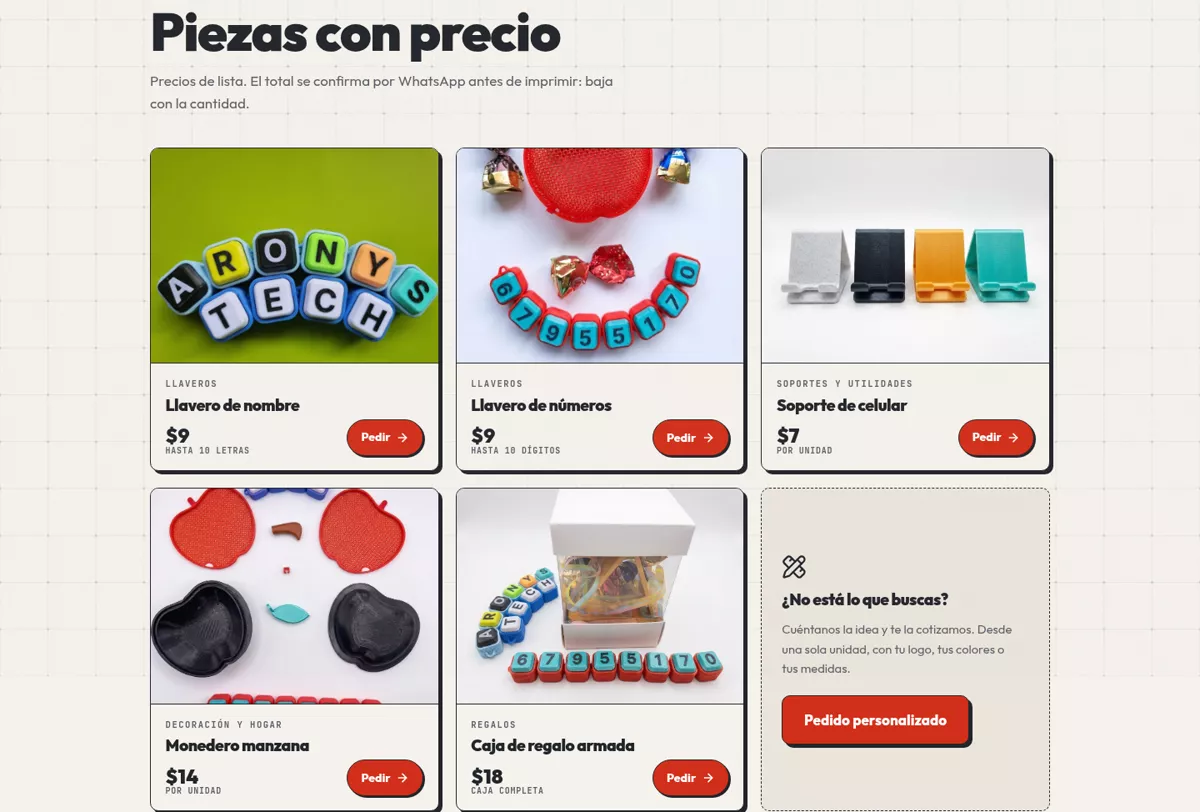 Piezas con precio
Precios de lista. El total se confirma por WhatsApp antes de imprimir: baja
con la cantidad.
ARONYS
TECH
67955170
LLAVEROS
Llavero de nombre
$9
HASTA 10 LETRAS
Pedir →
LLAVEROS
Llavero de números
$9
HASTA 10 DÍGITOS
Pedir →
SOPORTES Y UTILIDADES
Soporte de celular
$7
POR UNIDAD
Pedir →
DECORACIÓN Y HOGAR
Monedero manzana
$14
POR UNIDAD
Pedir →
ARONYS
TECH
67955170
REGALOS
Caja de regalo armada
$18
CAJA COMPLETA
Pedir →
¿No está lo que buscas?
Cuéntanos la idea y te la cotizamos. Desde
una sola unidad, con tu logo, tus colores o
tus medidas.
Pedido personalizado